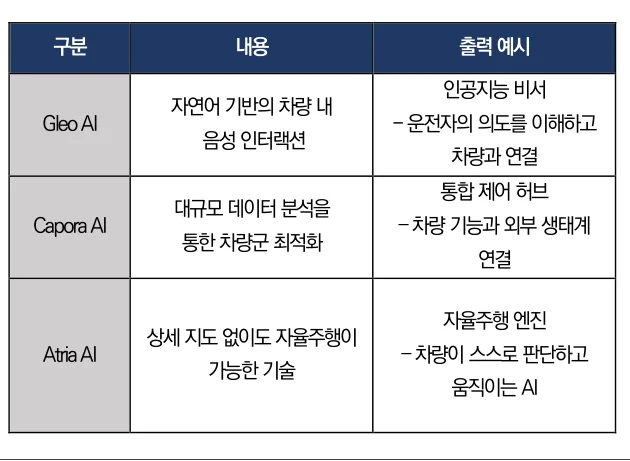 구분
내용
출력 예시
Gleo AI
자연어 기반의 차량 내
음성 인터랙션
인공지능 비서
– 운전자의 의도를 이해하고
차량과 연결
Capora AI
대규모 데이터 분석을
통한 차량군 최적화
통합 제어 허브
– 차량 기능과 외부 생태계
연결
Atria AI
상세 지도 없이도 자율주행이
가능한 기술
자율주행 엔진
– 차량이 스스로 판단하고
움직이는 AI